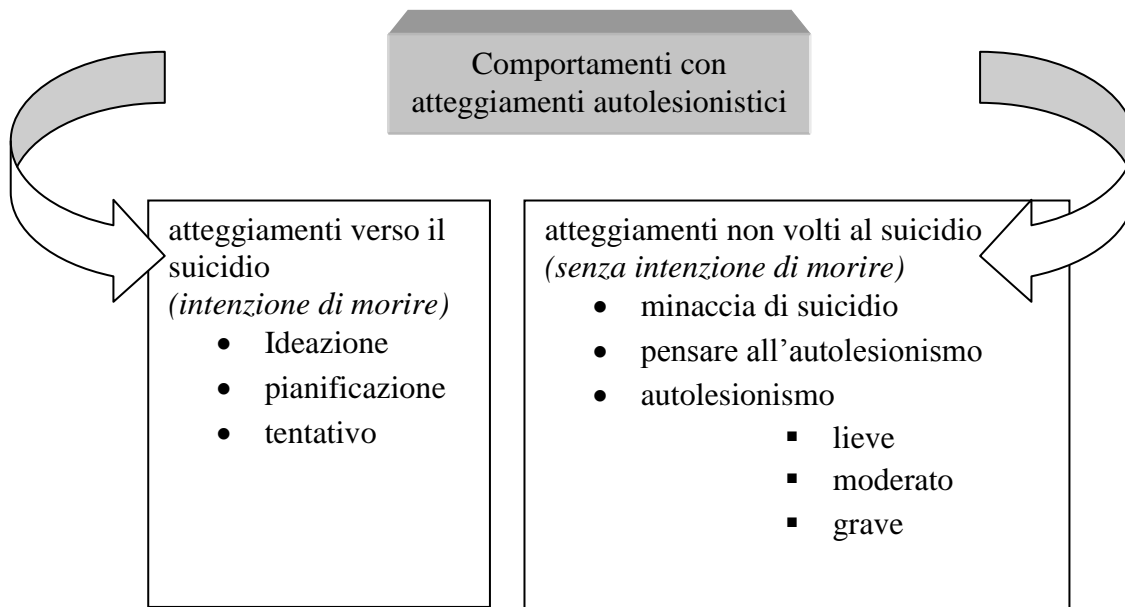 Comportamenti con
atteggiamenti autolesionistici
atteggiamenti verso il
suicidio
(intenzione di morire)
• Ideazione
• pianificazione
• tentativo
atteggiamenti non volti al suicidio
(senza intenzione di morire)
• minaccia di suicidio
• pensare all’autolesionismo
• autolesionismo
▪ lieve
▪ moderato
▪ grave